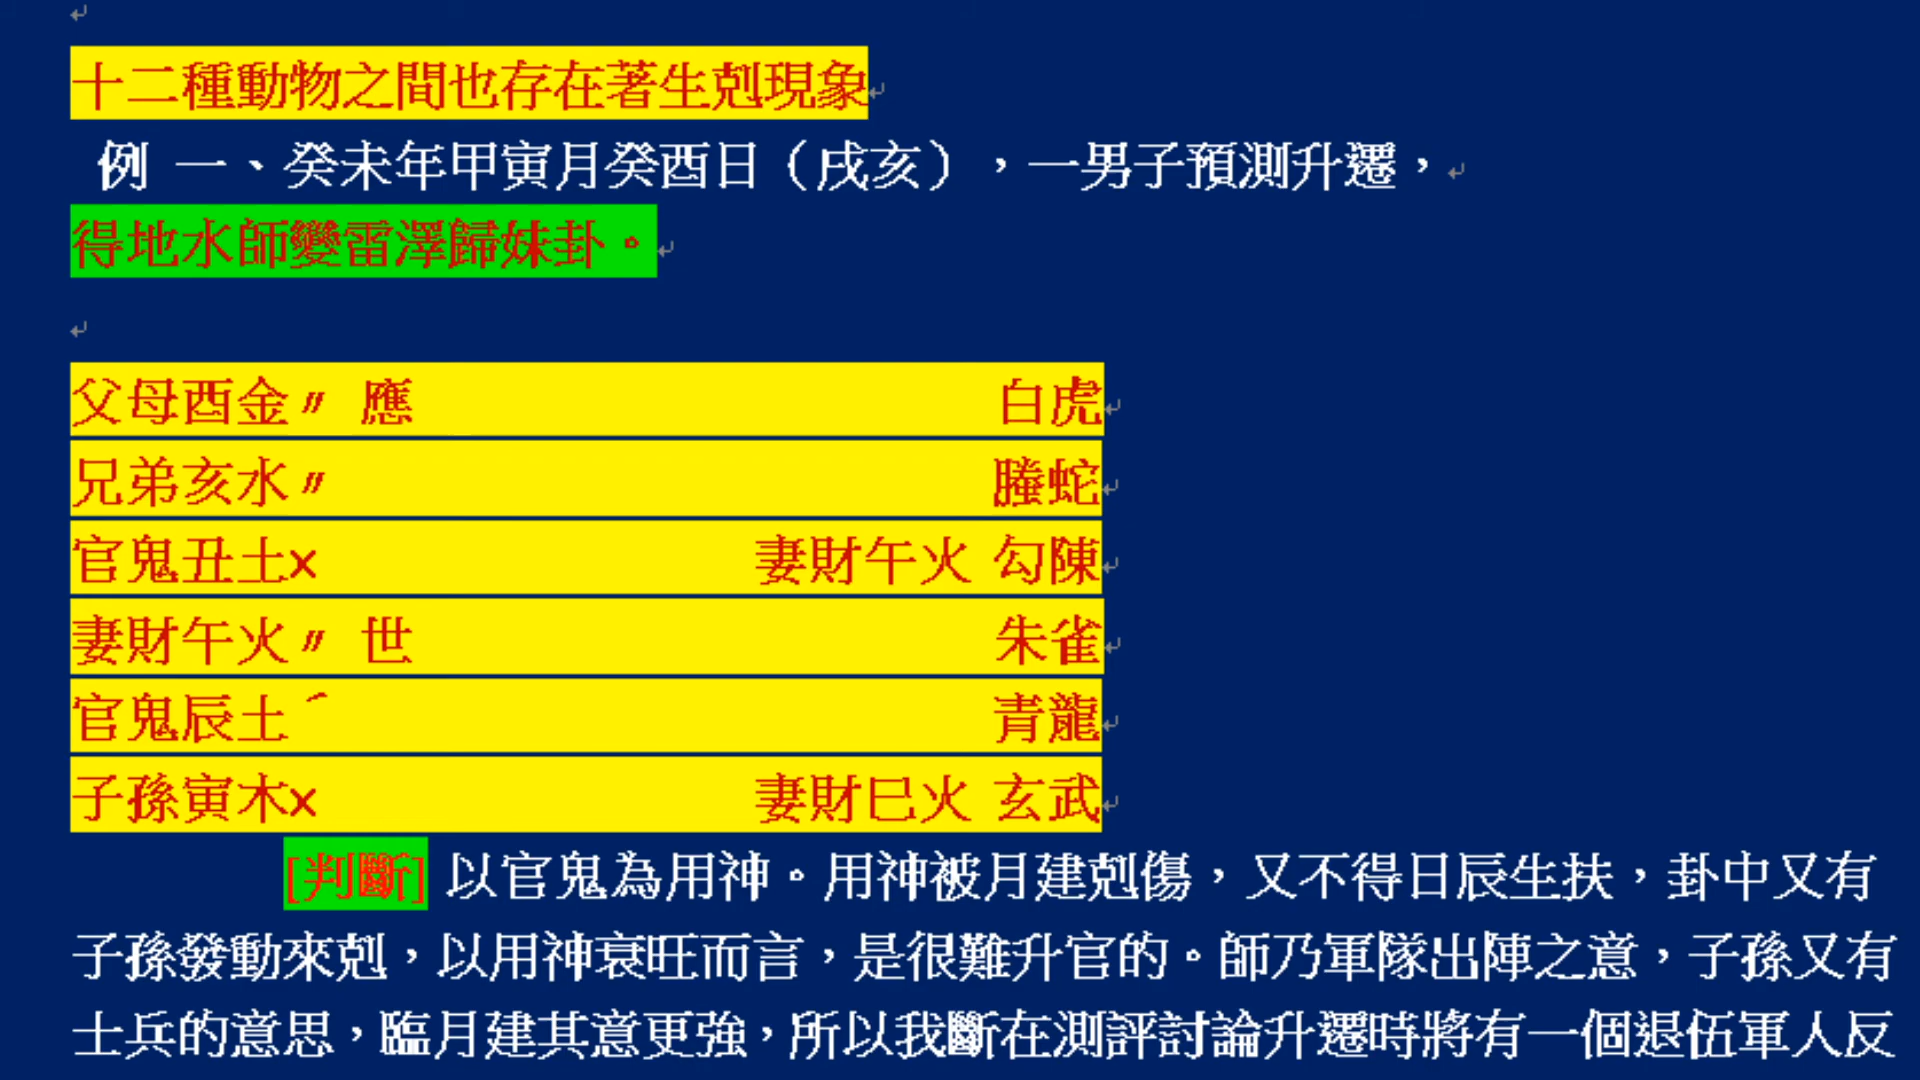 十二種動物之間也存在著生剋現象
例 一、癸未年甲寅月癸酉日（戌亥），一男子預測升遷，
得地水師變雷澤歸妹卦。
父母酉金〃 應 白虎
兄弟亥水〃 螣蛇
官鬼丑土x 妻財午火 勾陳
妻財午火〃 世 朱雀
官鬼辰土ˊ 青龍
子孫寅木x 妻財巳火 玄武
[判斷] 以官鬼為用神。用神被月建剋傷，又不得日辰生扶，卦中又有
子孫發動來剋，以用神衰旺而言，是很難升官的。師乃軍隊出陣之意，子孫又有
士兵的意思，臨月建其意更強，所以我斷在測評討論升遷時將有一個退伍軍人反